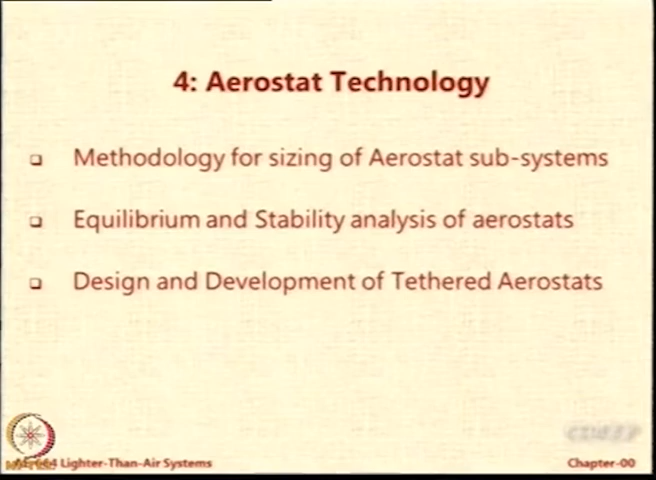 4: Aerostat Technology
Methodology for sizing of Aerostat sub-systems
Equilibrium and Stability analysis of aerostats
Design and Development of Tethered Aerostats
Lighter-Than-Air Systems
Chapter-00